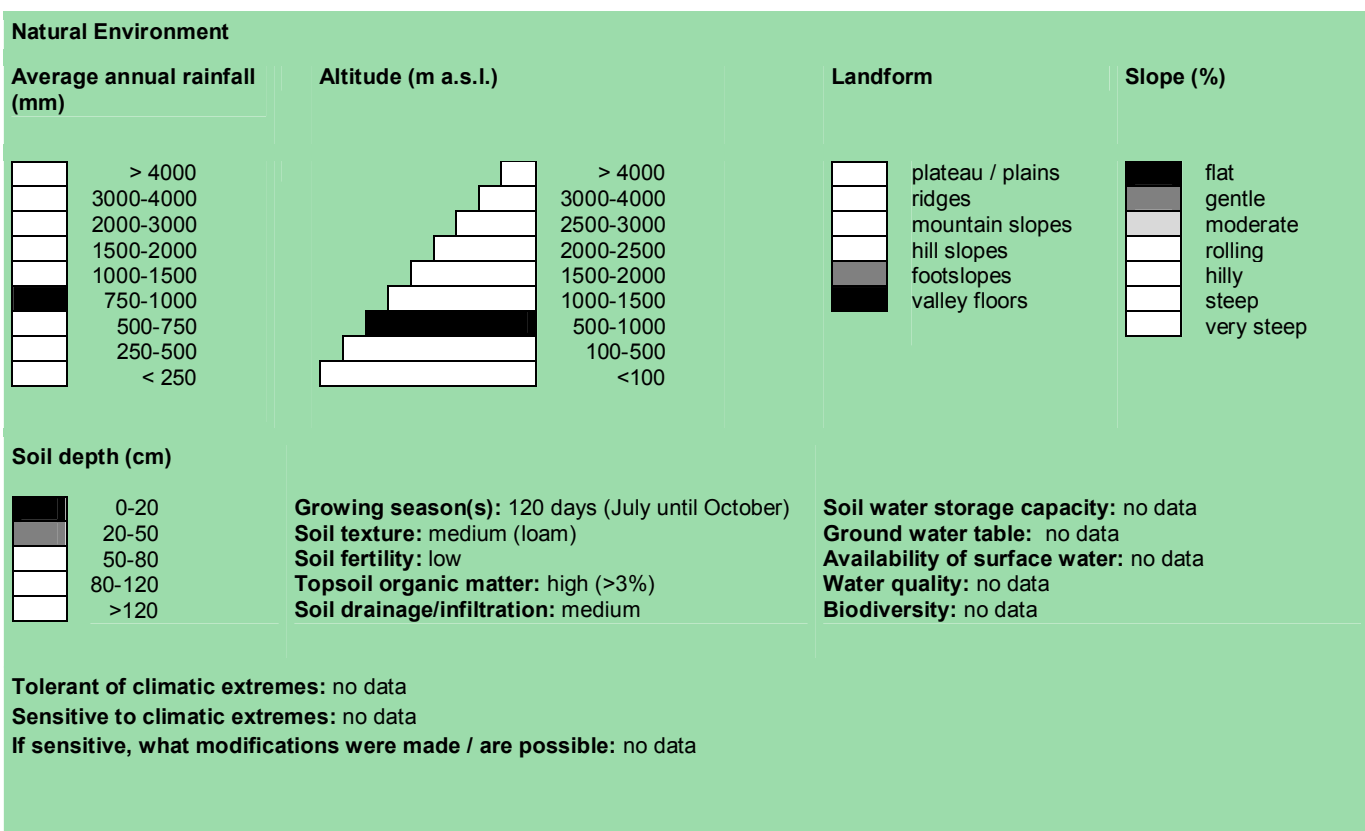 Natural Environment
Average annual rainfall
(mm)
> 4000
3000-4000
2000-3000
1500-2000
1000-1500
750-1000
500-750
250-500
< 250
Altitude (m a.s.l.)
> 4000
3000-4000
2500-3000
2000-2500
1500-2000
1000-1500
500-1000
100-500
<100
Landform
plateau / plains
ridges
mountain slopes
hill slopes
footslopes
valley floors
Slope (%)
flat
gentle
moderate
rolling
hilly
steep
very steep
Soil depth (cm)
0-20
20-50
50-80
80-120
>120
Growing season(s): 120 days (July until October)
Soil texture: medium (loam)
Soil fertility: low
Topsoil organic matter: high (>3%)
Soil drainage/infiltration: medium
Soil water storage capacity: no data
Ground water table: no data
Availability of surface water: no data
Water quality: no data
Biodiversity: no data
Tolerant of climatic extremes: no data
Sensitive to climatic extremes: no data
If sensitive, what modifications were made / are possible: no data